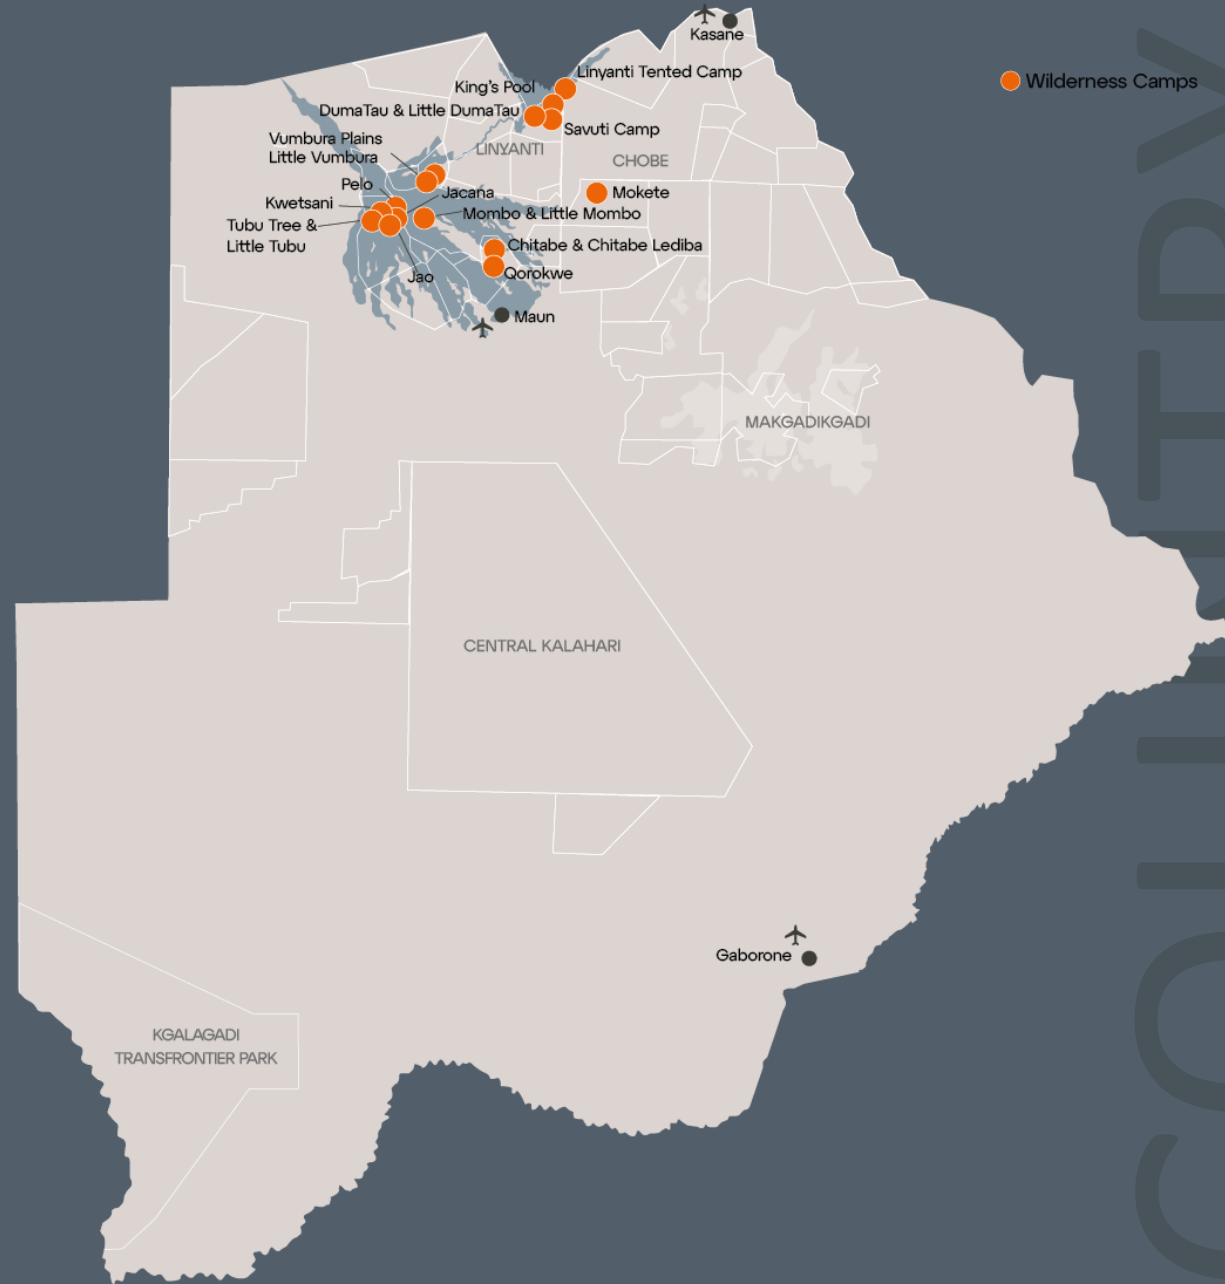 Kasane
Wilderness Camps
Linyanti Tented Camp
King's Pool
DumaTau & Little DumaTau
Savuti Camp
Vumbura Plains
Little Vumbura
LINYANTI
CHOBE
Pelo
Jacana
Mokete
Kwetsani
Mombo & Little Mombo
Tubu Tree &
Little Tubu
Chitabe & Chitabe Lediba
Qorokwe
Jao
Maun
MAKGADIKGADI
CENTRAL KALAHARI
Gaborone
KGALAGADI
TRANSFRONTIER PARK
COUNTRY